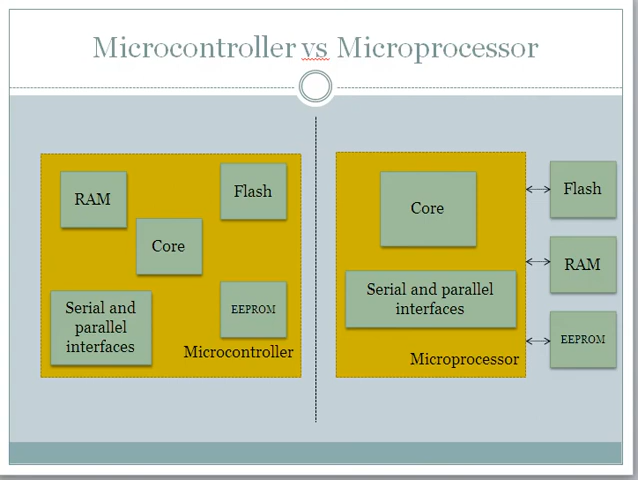 Microcontroller vs Microprocessor
RAM
Flash
Core
Serial and
parallel
interfaces
EEPROM
Microcontroller
Core
Serial and parallel
interfaces
Microprocessor
Flash
RAM
EEPROM